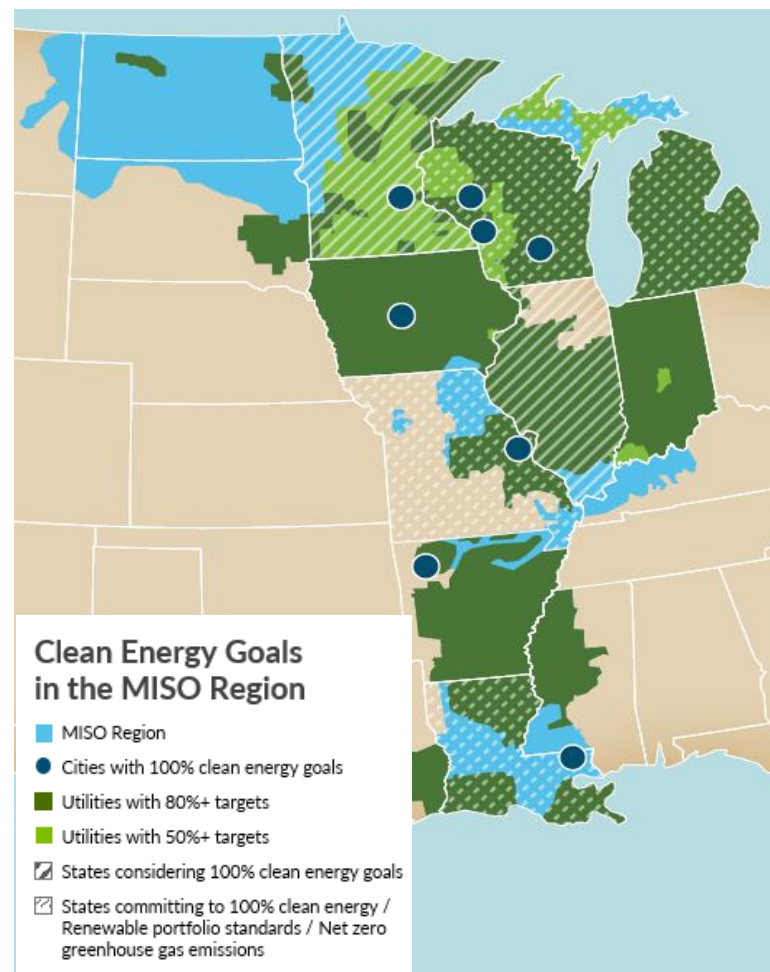 Clean Energy Goals
in the MISO Region
MISO Region
Cities with 100% clean energy goals
Utilities with 80%+ targets
Utilities with 50%+ targets
States considering 100% clean energy goals
States committing to 100% clean energy /
Renewable portfolio standards / Net zero
greenhouse gas emissions